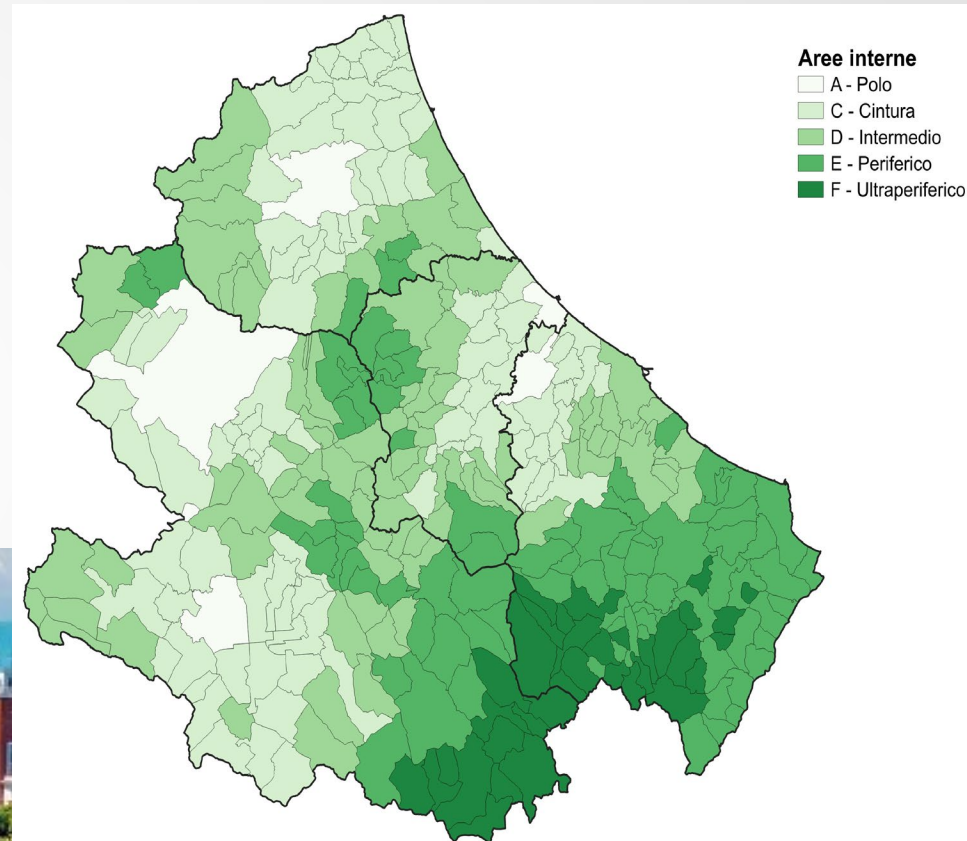 Aree interne
A - Polo
C - Cintura
D - Intermedio
E - Periferico
F - Ultraperiferico